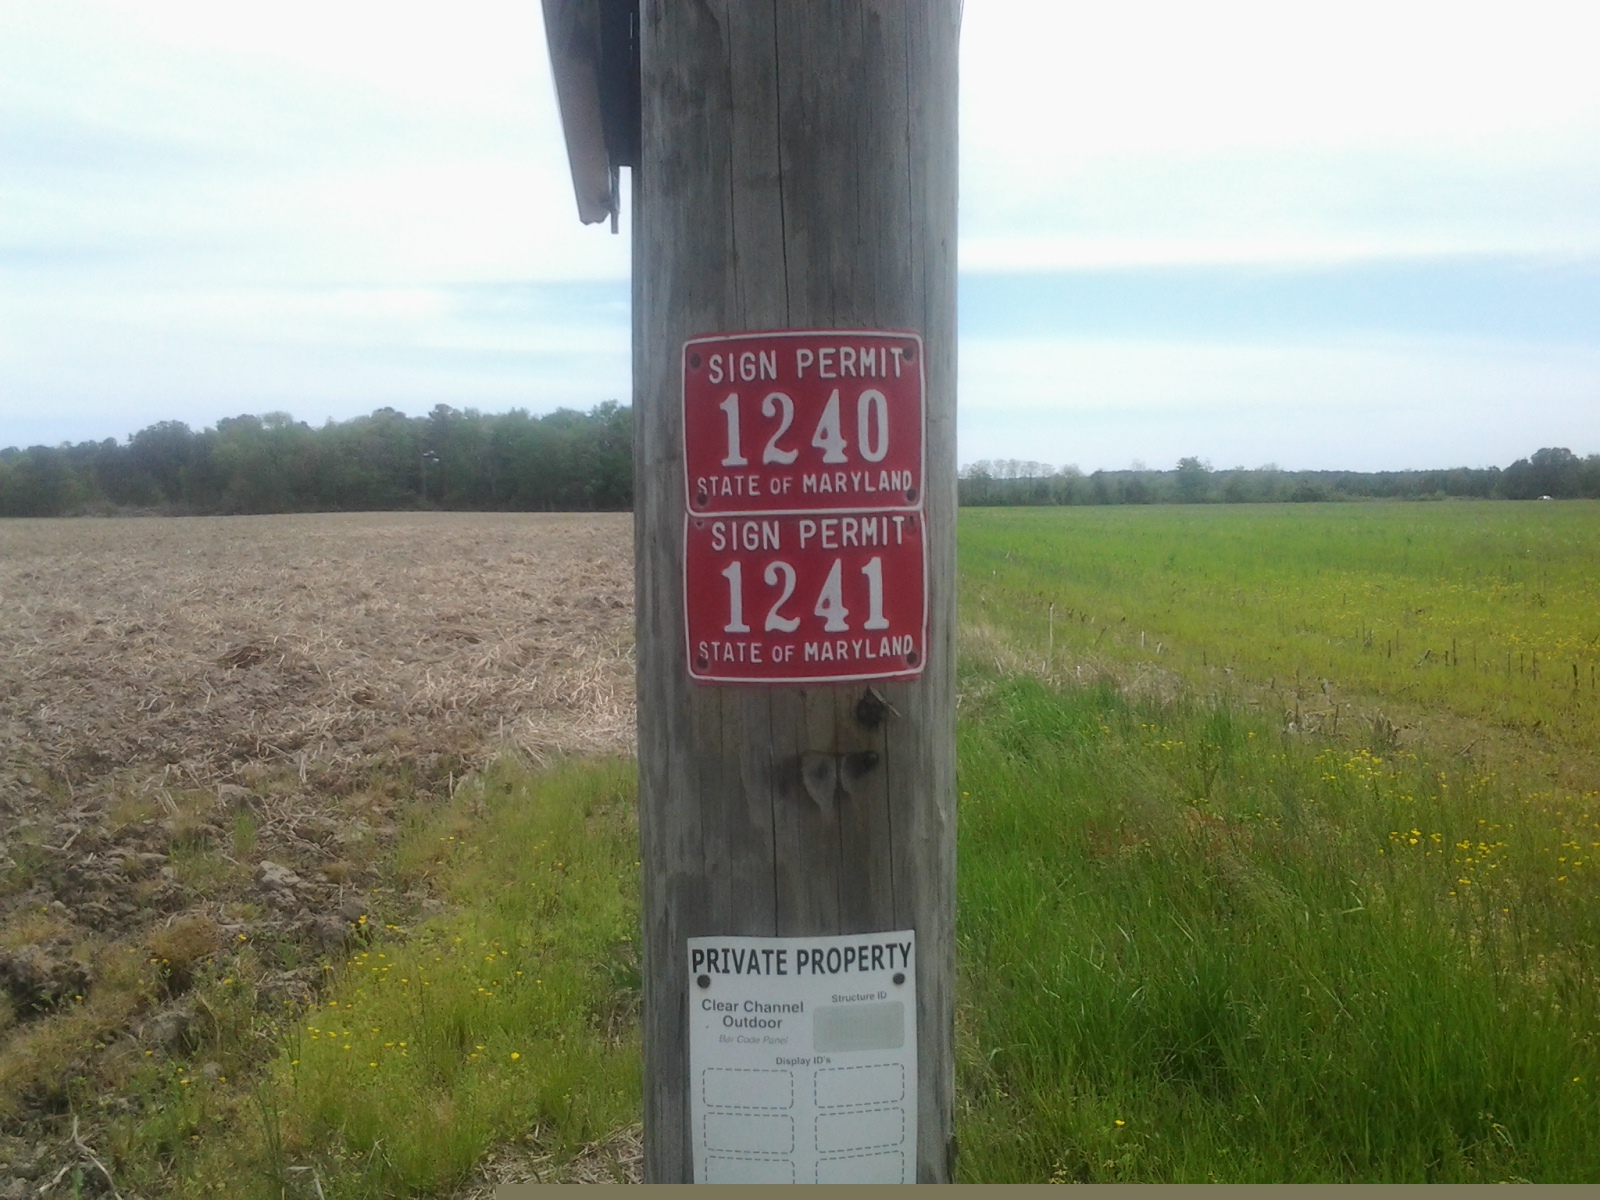 SIGN PERMIT
1240
STATE OF MARYLAND
SIGN PERMIT
1241
STATE OF MARYLAND
PRIVATE PROPERTY
Clear Channel
Outdoor
Bar Code Panel
Structure ID
Display ID's